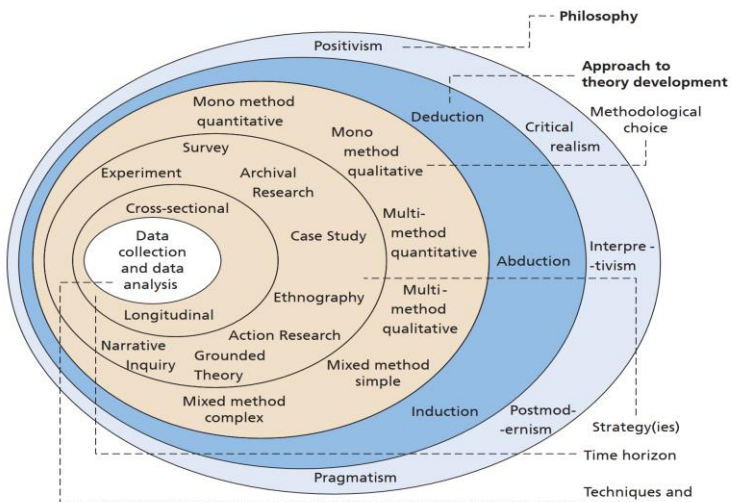 Philosophy
Positivism
Approach to
theory development
Mono method
quantitative
Deduction
Methodological
choice
Critical
realism
Mono
method
qualitative
Survey
Experiment
Archival
Research
Cross-sectional
Data
collection
and data
analysis
Case Study
Multi-
method
quantitative
Abduction
Interpre -
-tivism
Ethnography
Multi-
method
qualitative
Longitudinal
Action Research
Narrative
Inquiry
Grounded
Theory
Mixed method
simple
Mixed method
complex
Induction
Postmod-
-ernism
Strategy(ies)
Time horizon
Pragmatism
Techniques and